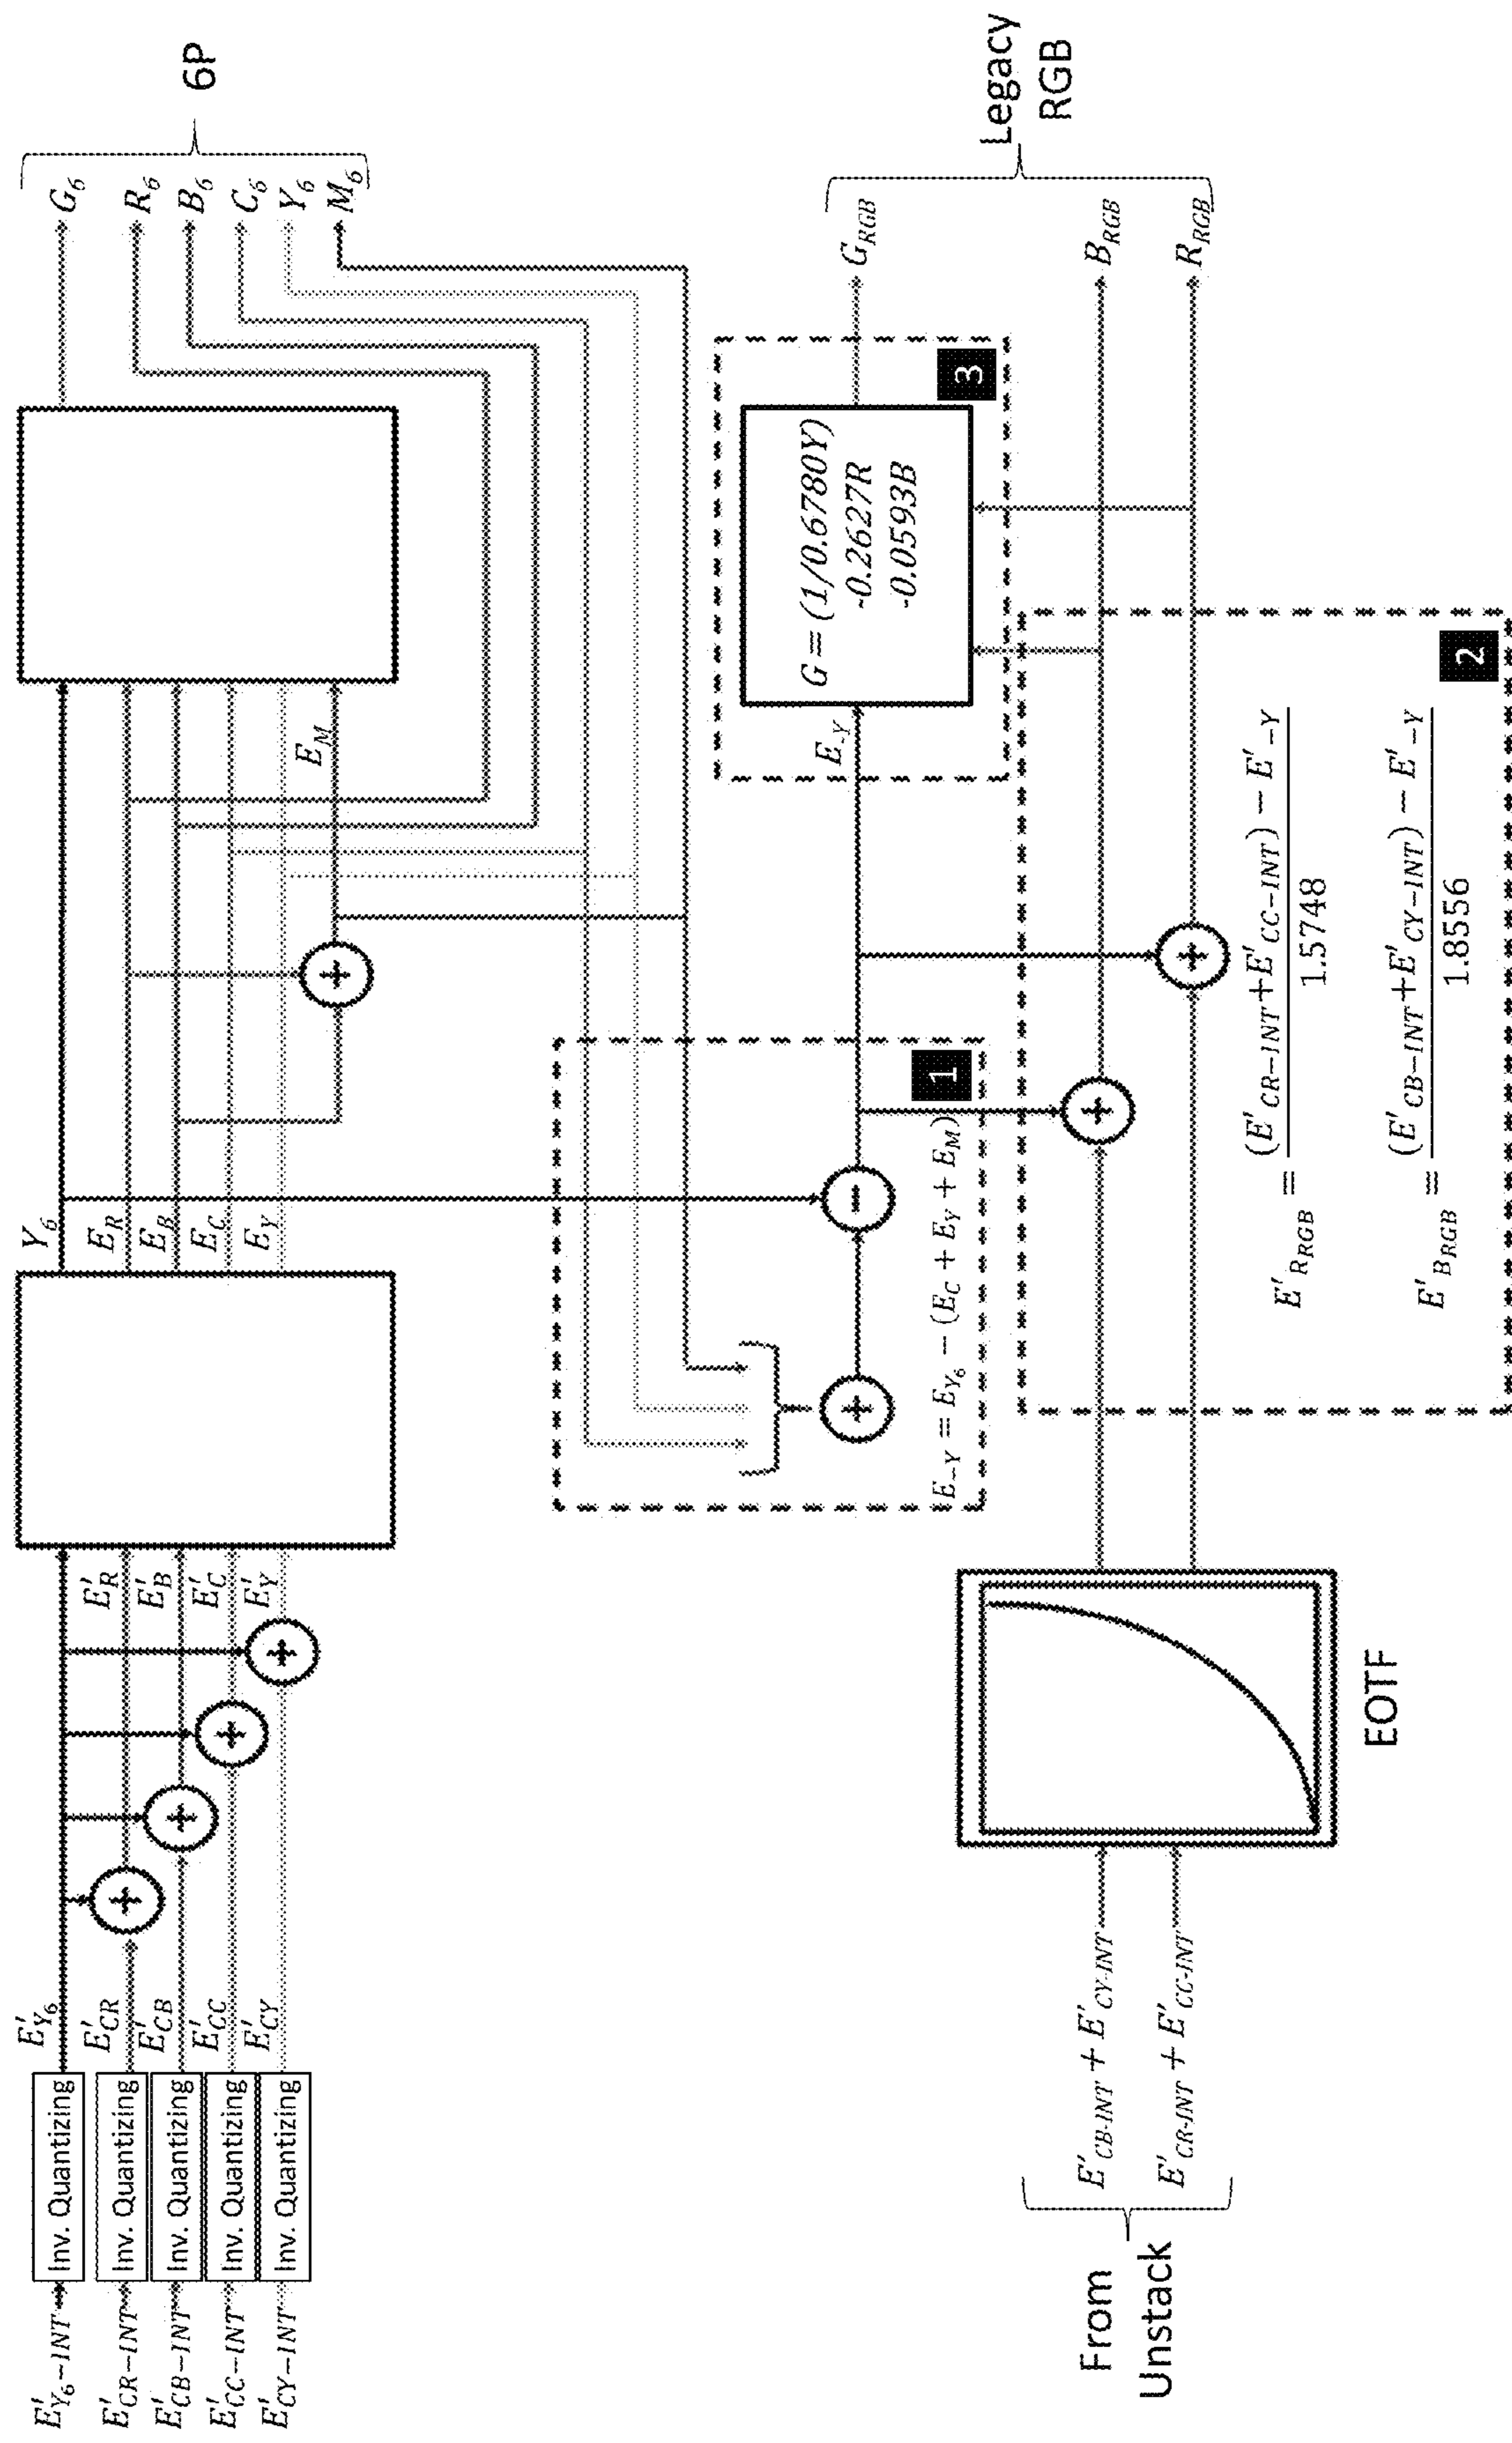 E'Y6−INT
E'CR−INT
E'CB−INT
E'CC−INT
E'CY−INT
Inv. Quantizing
Inv. Quantizing
Inv. Quantizing
Inv. Quantizing
Inv. Quantizing
E'Y6
E'CR
E'CB
E'CC
E'CY
+
+
+
+
E'R
E'B
E'C
E'Y
Y6
ER
EB
EC
EY
+
EM
G6
R6
B6
C6
Y6
M6
6P
+
−
E−Y = EY6 − (EC + EY + EM)
1
E-Y
G = (1/0.6780Y)
-0.2627R
-0.0593B
3
GRGB
BRGB
RRGB
Legacy
RGB
From
Unstack
E'CB-INT + E'CY-INT
E'CR-INT + E'CC-INT
EOTF
+
+
E'RRGB = (E'CR−INT+E'CC−INT) − E'−Y
1.5748
E'BRGB = (E'CB−INT+E'CY−INT) − E'−Y
1.8556
2